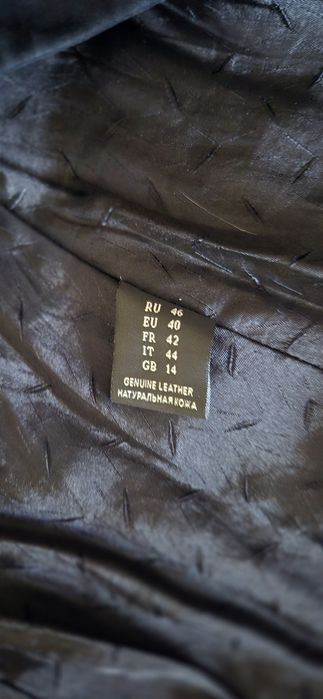 RU 46
EU 40
FR 42
IT 44
GB 14
GENUINE LEATHER
НАТУРАЛЬНАЯ КОЖА